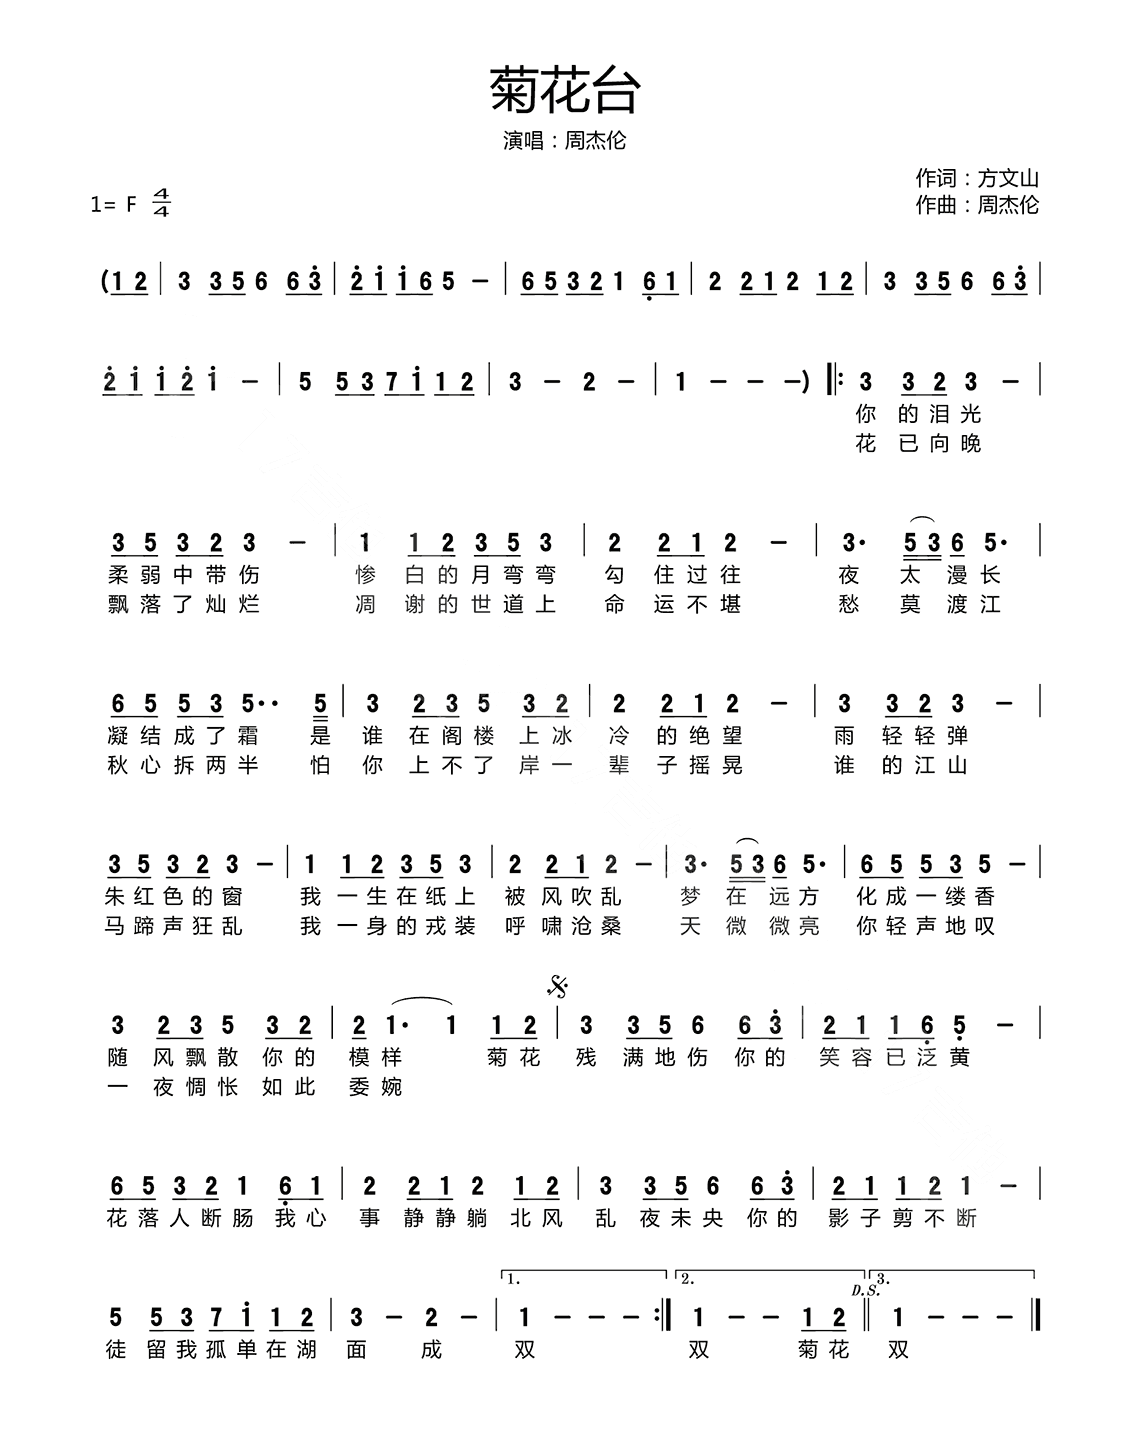 菊花台
演唱：周杰伦
作词：方文山
1= F 4/4
作曲：周杰伦
(1 2 | 3 3 5 6 6 3̇ | 2̇ 1̇ 1̇ 6 5 － | 6 5 3 2 1 6̣ 1 | 2 2 1 2 1 2 | 3 3 5 6 6 3̇ |
2̇ 1̇ 1̇ 2̇ 1̇ － | 5 5 3 7 1̇ 1 2 | 3 － 2 － | 1 － － －) ‖: 3 3 2 3 － |
你 的 泪 光
花 已 向 晚
3 5 3 2 3 － | 1 1 2 3 5 3 | 2 2 1 2 － | 3· 5 3 6 5· |
柔 弱 中 带 伤 惨 白 的 月 弯 弯 勾 住 过 往 夜 太 漫 长
飘 落 了 灿 烂 凋 谢 的 世 道 上 命 运 不 堪 愁 莫 渡 江
6 5 5 3 5·· 5 | 3 2 3 5 3 2 | 2 2 1 2 － | 3 3 2 3 － |
凝 结 成 了 霜 是 谁 在 阁 楼 上 冰 冷 的 绝 望 雨 轻 轻 弹
秋 心 拆 两 半 怕 你 上 不 了 岸 一 辈 子 摇 晃 谁 的 江 山
3 5 3 2 3 － | 1 1 2 3 5 3 | 2 2 1 2 － | 3· 5 3 6 5· | 6 5 5 3 5 － |
朱 红 色 的 窗 我 一 生 在 纸 上 被 风 吹 乱 梦 在 远 方 化 成 一 缕 香
马 蹄 声 狂 乱 我 一 身 的 戎 装 呼 啸 沧 桑 天 微 微 亮 你 轻 声 地 叹
3 2 3 5 3 2 | 2 1· 1 1 2 | 3 3 5 6 6 3̇ | 2 1 1 6̣ 5̣ － |
随 风 飘 散 你 的 模 样 菊 花 残 满 地 伤 你 的 笑 容 已 泛 黄
一 夜 惆 怅 如 此 委 婉
6 5 3 2 1 6̣ 1 | 2 2 1 2 1 2 | 3 3 5 6 6 3̇ | 2 1 1 2 1 － |
花 落 人 断 肠 我 心 事 静 静 躺 北 风 乱 夜 未 央 你 的 影 子 剪 不 断
1. 2. D.S. 3.
5 5 3 7 1̇ 1 2 | 3 － 2 － | 1 － － － :‖ 1 － － 1 2 ‖ 1 － － － ‖
徒 留 我 孤 单 在 湖 面 成 双 双 菊 花 双